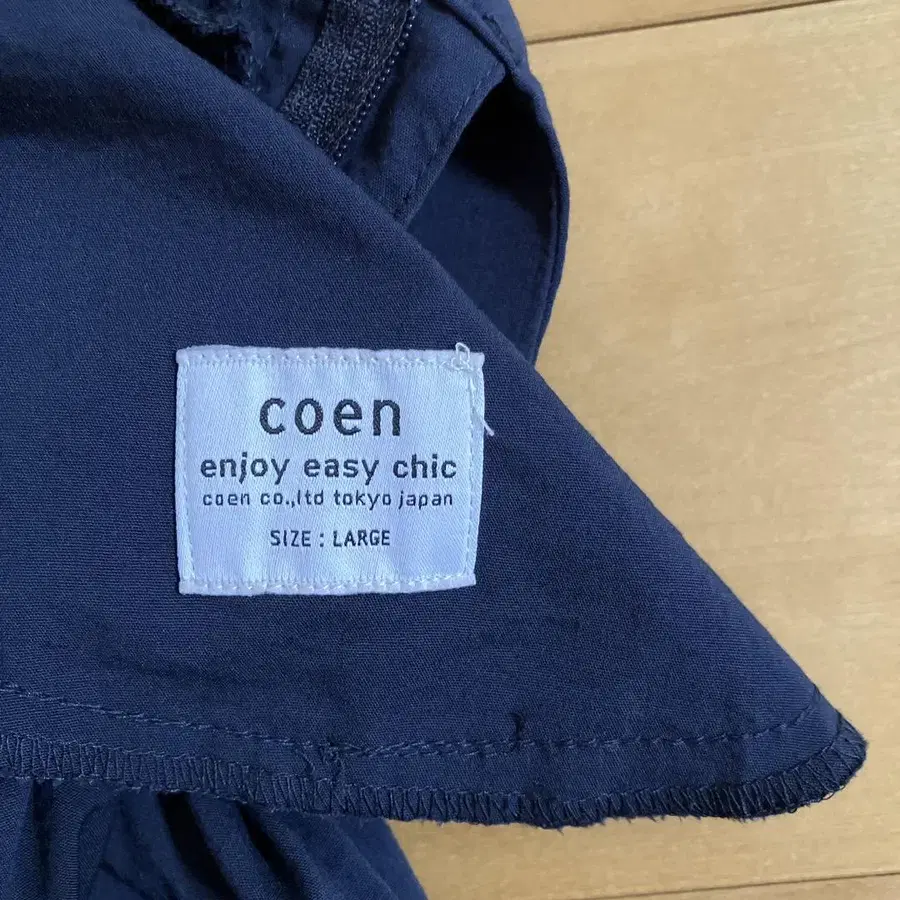 coen
enjoy easy chic
coen co.,ltd tokyo japan
SIZE : LARGE